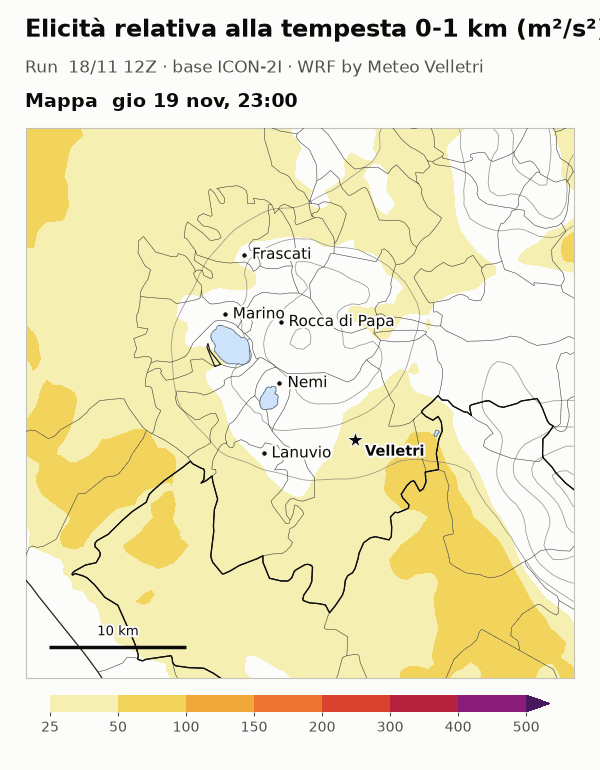 Elicità relativa alla tempesta 0-1 km (m²/s²)
Run  18/11 12Z · base ICON-2I · WRF by Meteo Velletri
Mappa  gio 19 nov, 23:00
Frascati
Marino
Rocca di Papa
Nemi
Lanuvio
Velletri
10 km
25 50 100 150 200 300 400 500